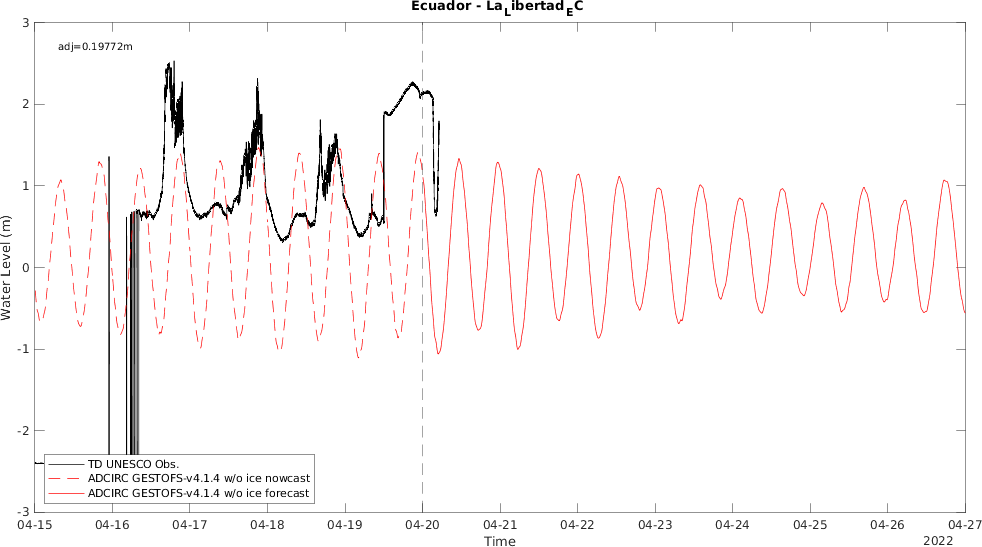 Ecuador - LaLibertadEC
3
adj=0.19772m
2
1
0
-1
-2
-3
Water Level (m)
TD UNESCO Obs.
ADCIRC GESTOFS-v4.1.4 w/o ice nowcast
ADCIRC GESTOFS-v4.1.4 w/o ice forecast
04-15 04-16 04-17 04-18 04-19 04-20 04-21 04-22 04-23 04-24 04-25 04-26 04-27
Time
2022